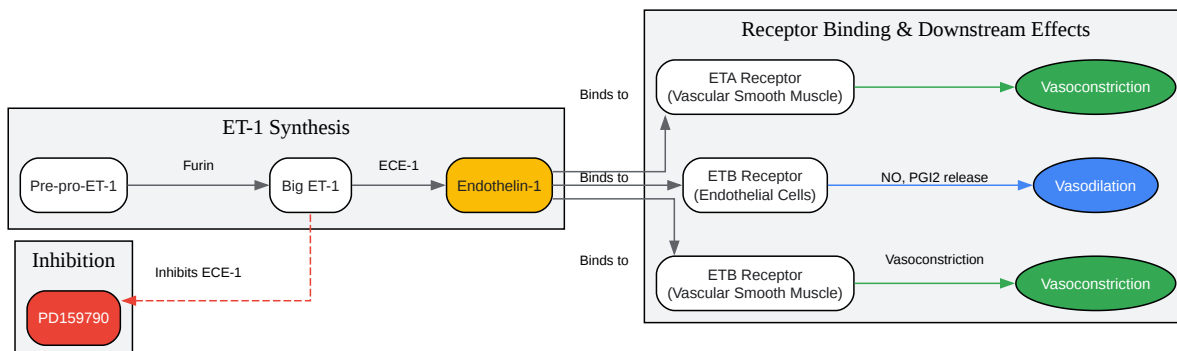 Receptor Binding & Downstream Effects
ETA Receptor
(Vascular Smooth Muscle)
Vasoconstriction
Binds to
ET-1 Synthesis
Pre-pro-ET-1
Furin
Big ET-1
ECE-1
Endothelin-1
Binds to
ETB Receptor
(Endothelial Cells)
NO, PGI2 release
Vasodilation
Inhibition
Inhibits ECE-1
PD159790
Binds to
ETB Receptor
(Vascular Smooth Muscle)
Vasoconstriction
Vasoconstriction